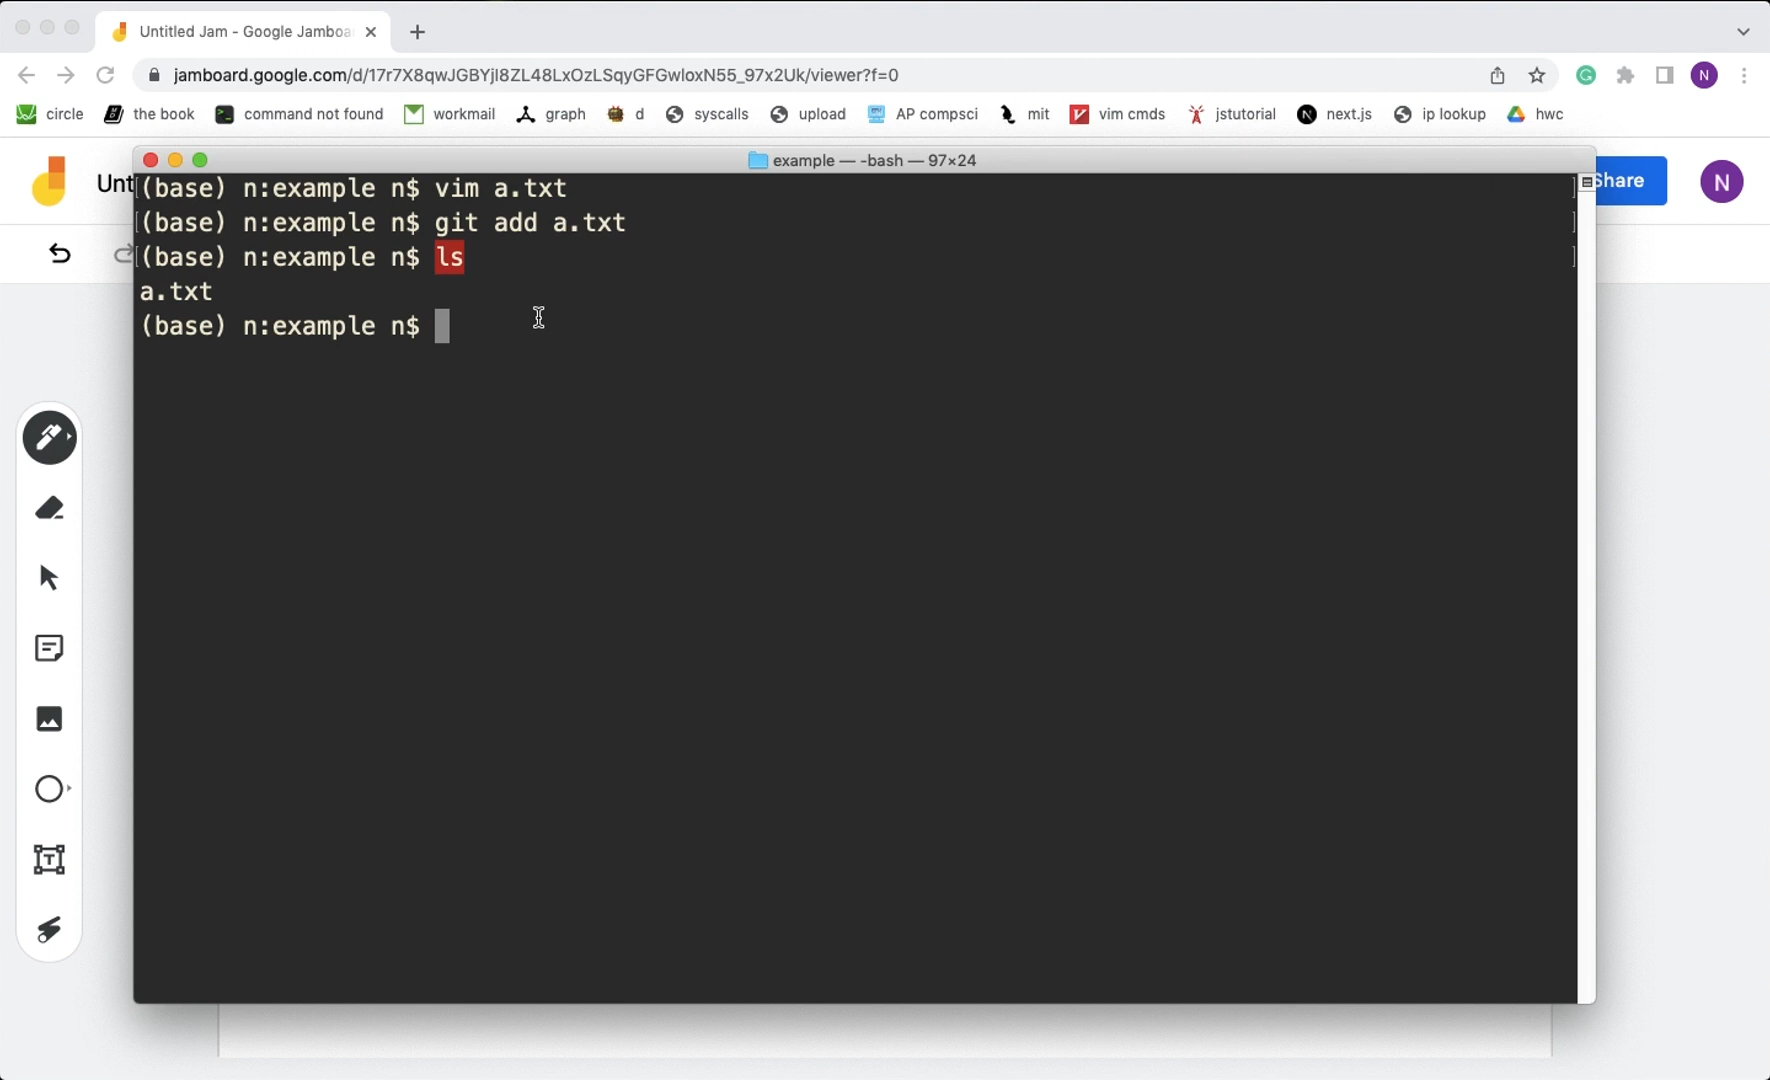 Untitled Jam - Google Jamboa
jamboard.google.com/d/17r7X8qwJGBYjI8ZL48LxOzLSqyGFGwloxN55_97x2Uk/viewer?f=0
N
circle the book command not found workmail graph d syscalls upload AP compsci mit vim cmds jstutorial next.js ip lookup hwc
example — -bash — 97×24
Unt
Share
N
(base) n:example n$ vim a.txt
(base) n:example n$ git add a.txt
(base) n:example n$ ls
a.txt
(base) n:example n$